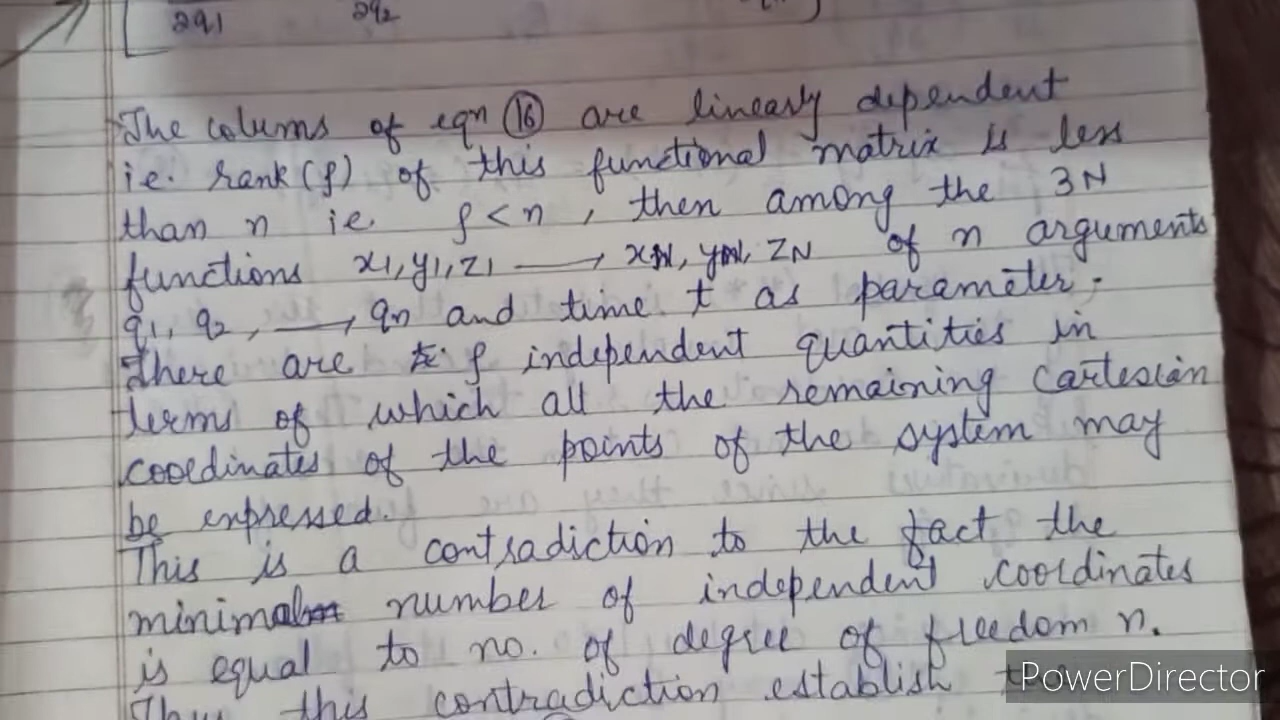 ∂q1 ∂q2
The colums of eqn (16) are linearly dependent
i.e. rank (ρ) of this functional matrix is less
than n i.e. ρ < n , then among the 3N
functions x1, y1, z1 ⟶ xN, yN, zN of n arguments
q1, q2, ⟶ qn and time t as parameter.
There are ρ independent quantities in
terms of which all the remaining cartesian
coordinates of the points of the system may
be expressed.
This is a contradiction to the fact the
minimal number of independent coordinates
is equal to no. of degree of freedom n.
Thus this contradiction establish
PowerDirector